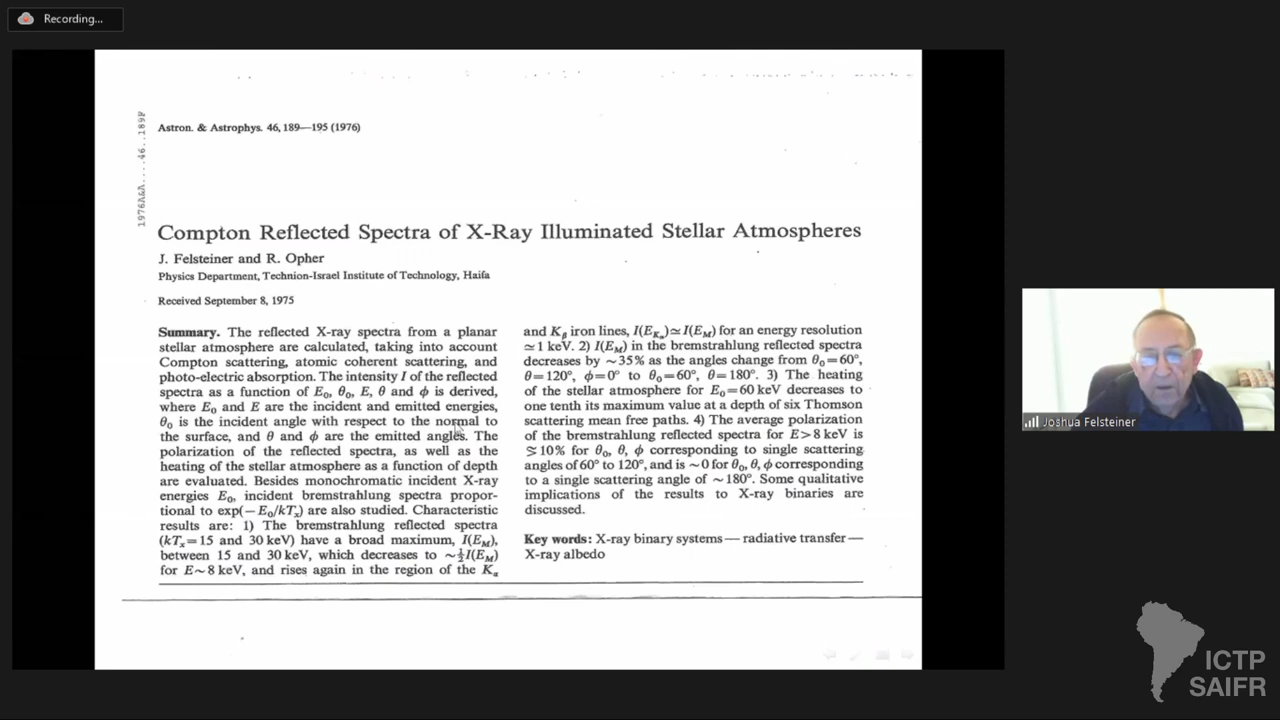 Recording...
Astron. & Astrophys. 46, 189—195 (1976)
1976A&A....46..189F
Compton Reflected Spectra of X-Ray Illuminated Stellar Atmospheres
J. Felsteiner and R. Opher
Physics Department, Technion-Israel Institute of Technology, Haifa
Received September 8, 1975
Summary. The reflected X-ray spectra from a planar
stellar atmosphere are calculated, taking into account
Compton scattering, atomic coherent scattering, and
photo-electric absorption. The intensity I of the reflected
spectra as a function of E₀, θ₀, E, θ and ϕ is derived,
where E₀ and E are the incident and emitted energies,
θ₀ is the incident angle with respect to the normal to
the surface, and θ and ϕ are the emitted angles. The
polarization of the reflected spectra, as well as the
heating of the stellar atmosphere as a function of depth
are evaluated. Besides monochromatic incident X-ray
energies E₀, incident bremstrahlung spectra propor-
tional to exp(−E₀/kTₓ) are also studied. Characteristic
results are: 1) The bremstrahlung reflected spectra
(kTₓ=15 and 30 keV) have a broad maximum, I(E_M),
between 15 and 30 keV, which decreases to ~½I(E_M)
for E~8 keV, and rises again in the region of the K_α
and K_β iron lines, I(E_Kα)≃I(E_M) for an energy resolution
≃1 keV. 2) I(E_M) in the bremstrahlung reflected spectra
decreases by ~35% as the angles change from θ₀=60°,
θ=120°, ϕ=0° to θ₀=60°, θ=180°. 3) The heating
of the stellar atmosphere for E₀=60 keV decreases to
one tenth its maximum value at a depth of six Thomson
scattering mean free paths. 4) The average polarization
of the bremstrahlung reflected spectra for E>8 keV is
≲10% for θ₀, θ, ϕ corresponding to single scattering
angles of 60° to 120°, and is ~0 for θ₀, θ, ϕ corresponding
to a single scattering angle of ~180°. Some qualitative
implications of the results to X-ray binaries are
discussed.
Key words: X-ray binary systems — radiative transfer —
X-ray albedo
Joshua Felsteiner
ICTP
SAIFR